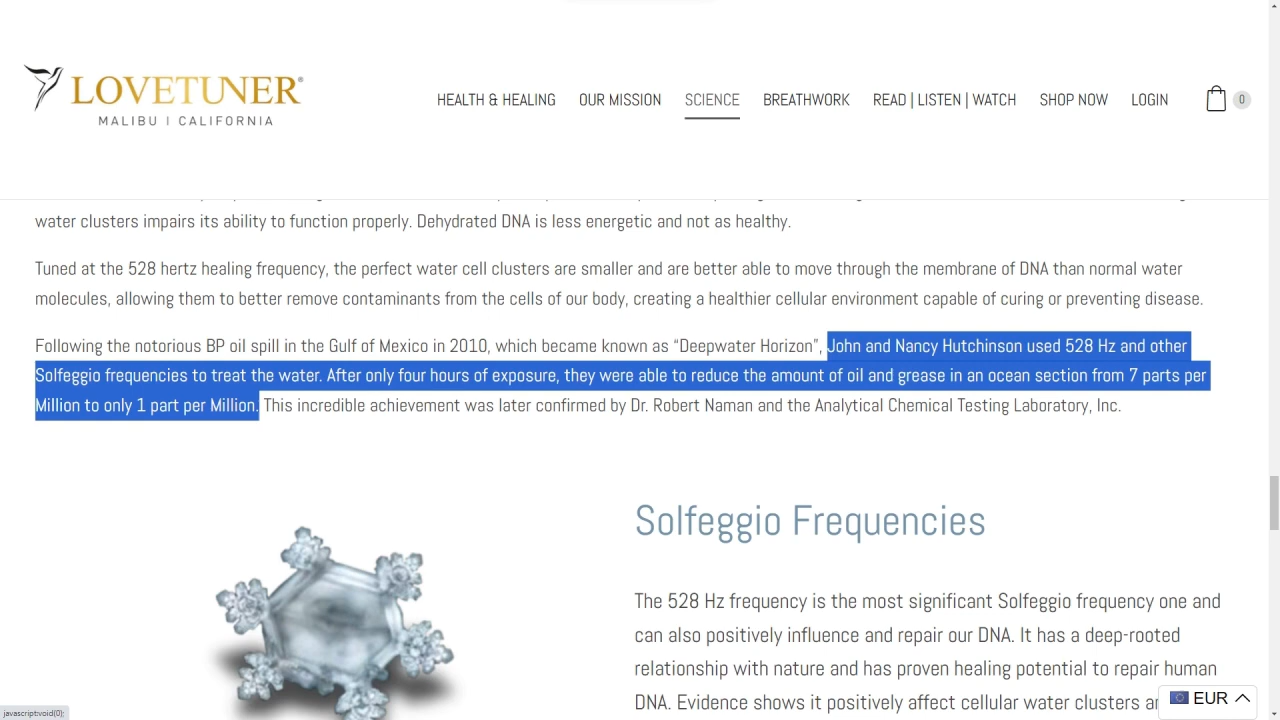 LOVETUNER®
MALIBU | CALIFORNIA
HEALTH & HEALING OUR MISSION SCIENCE BREATHWORK READ | LISTEN | WATCH SHOP NOW LOGIN 0
water clusters impairs its ability to function properly. Dehydrated DNA is less energetic and not as healthy.
Tuned at the 528 hertz healing frequency, the perfect water cell clusters are smaller and are better able to move through the membrane of DNA than normal water
molecules, allowing them to better remove contaminants from the cells of our body, creating a healthier cellular environment capable of curing or preventing disease.
Following the notorious BP oil spill in the Gulf of Mexico in 2010, which became known as “Deepwater Horizon”, John and Nancy Hutchinson used 528 Hz and other
Solfeggio frequencies to treat the water. After only four hours of exposure, they were able to reduce the amount of oil and grease in an ocean section from 7 parts per
Million to only 1 part per Million. This incredible achievement was later confirmed by Dr. Robert Naman and the Analytical Chemical Testing Laboratory, Inc.
Solfeggio Frequencies
The 528 Hz frequency is the most significant Solfeggio frequency one and
can also positively influence and repair our DNA. It has a deep-rooted
relationship with nature and has proven healing potential to repair human
DNA. Evidence shows it positively affect cellular water clusters
EUR
javascript:void(0);